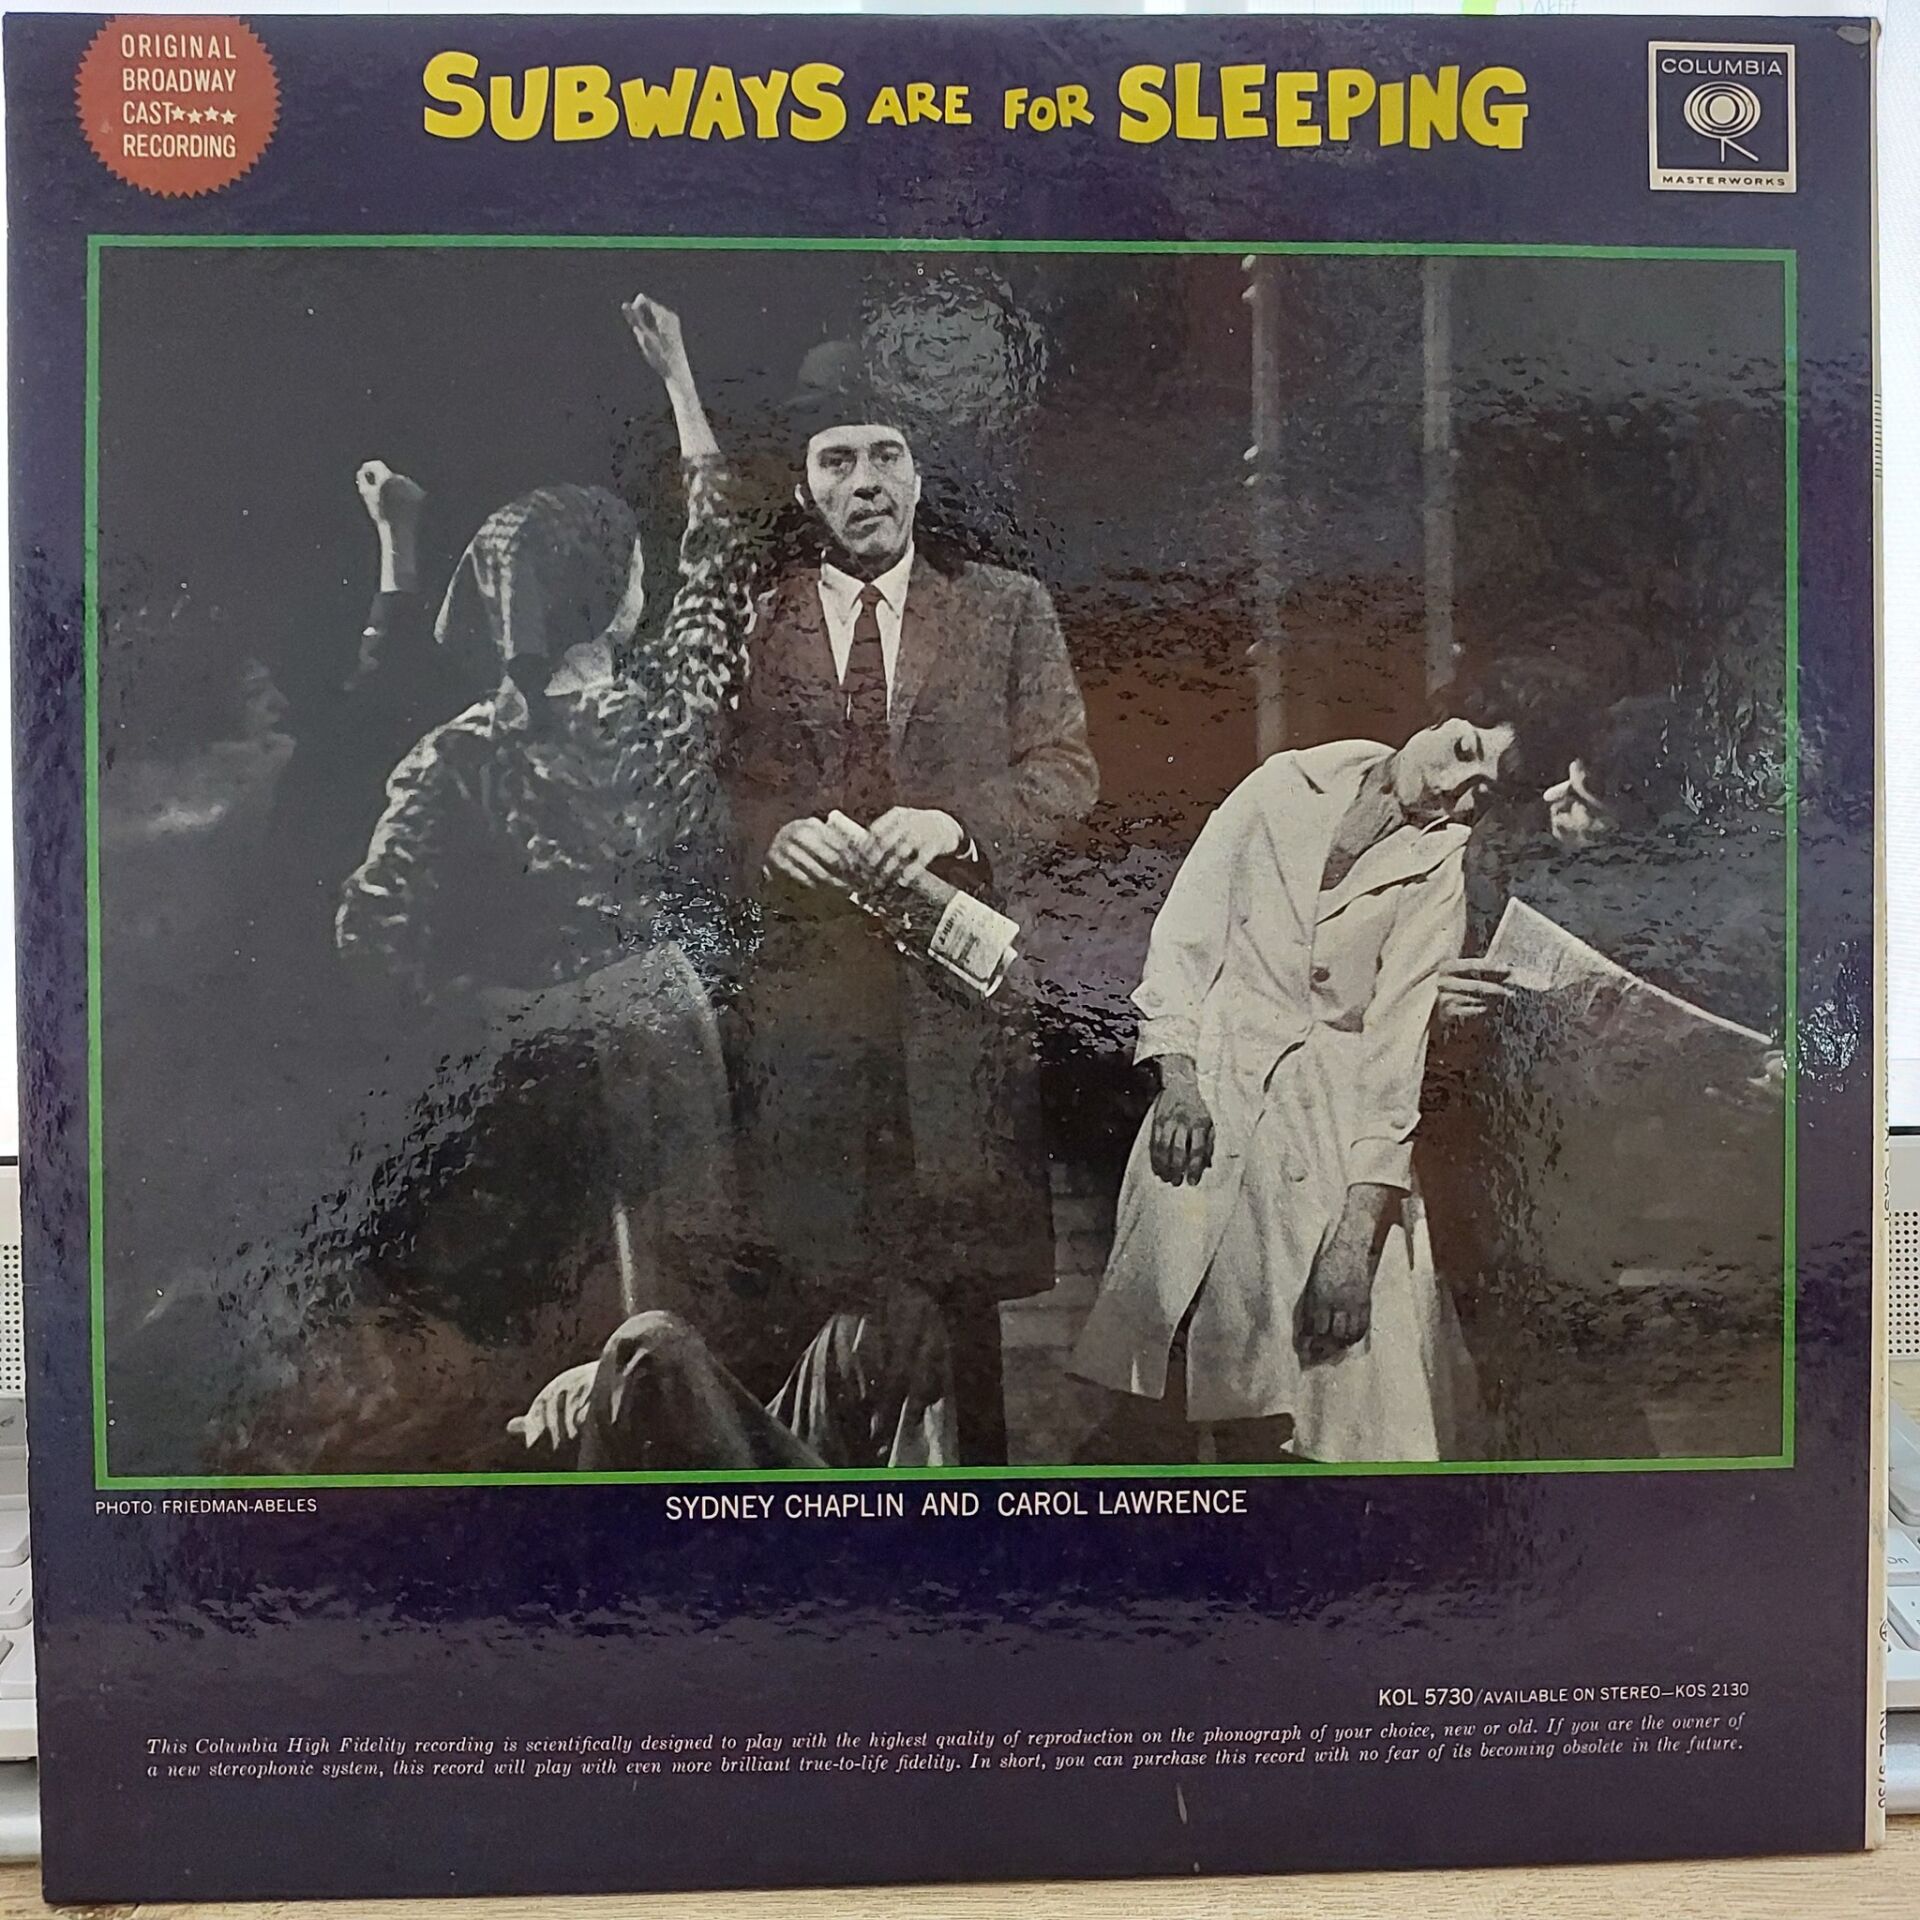 ORIGINAL
BROADWAY
CAST★★★★
RECORDING
SUBWAYS ARE FOR SLEEPING
COLUMBIA
MASTERWORKS
PHOTO: FRIEDMAN-ABELES
SYDNEY CHAPLIN AND CAROL LAWRENCE
KOL 5730/AVAILABLE ON STEREO—KOS 2130
This Columbia High Fidelity recording is scientifically designed to play with the highest quality of reproduction on the phonograph of your choice, new or old. If you are the owner of
a new stereophonic system, this record will play with even more brilliant true-to-life fidelity. In short, you can purchase this record with no fear of its becoming obsolete in the future.